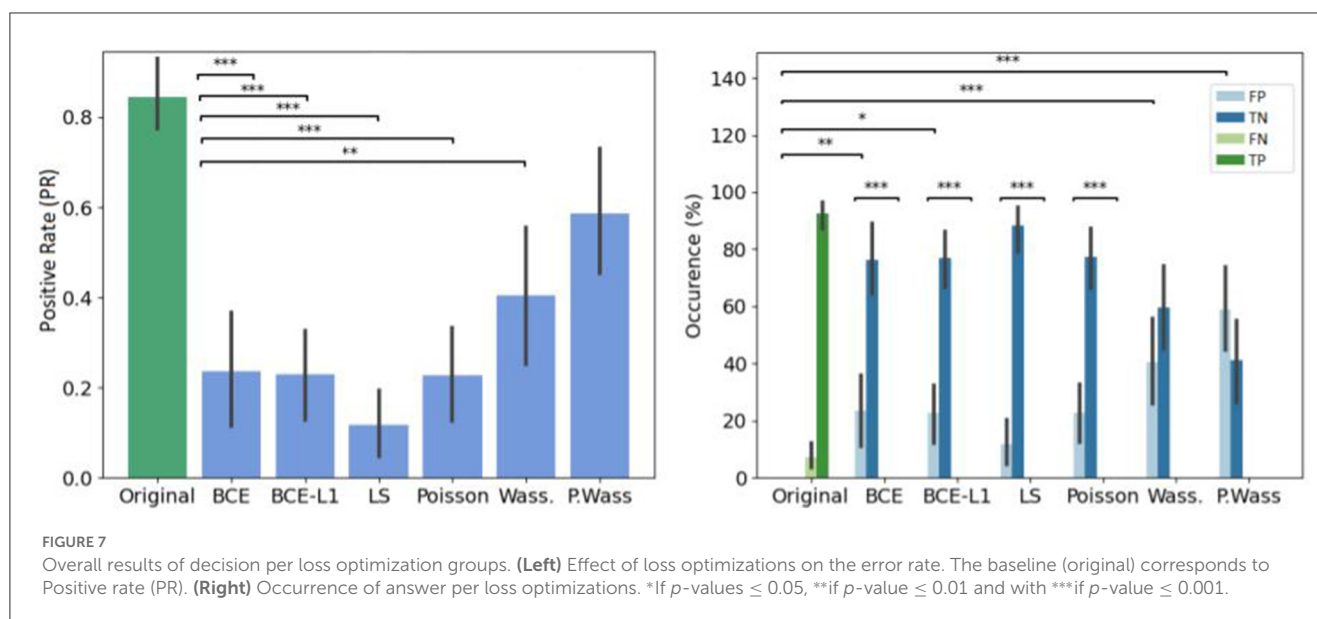 ***
***
***
***
**
Positive Rate (PR)
0.8
0.6
0.4
0.2
0.0
Original BCE BCE-L1 LS Poisson Wass. P.Wass
***
***
*
**
*** *** *** ***
FP
TN
FN
TP
Occurence (%)
140
120
100
80
60
40
20
0
Original BCE BCE-L1 LS Poisson Wass. P.Wass
FIGURE 7
Overall results of decision per loss optimization groups. (Left) Effect of loss optimizations on the error rate. The baseline (original) corresponds to
Positive rate (PR). (Right) Occurrence of answer per loss optimizations. *If p-values ≤ 0.05, **if p-value ≤ 0.01 and with ***if p-value ≤ 0.001.